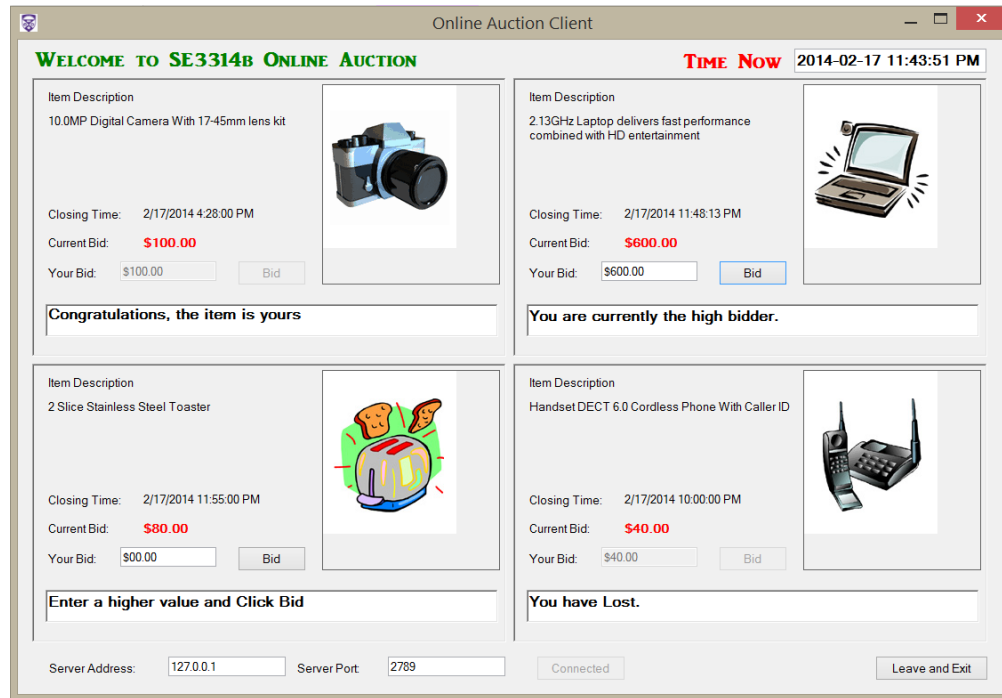 Online Auction Client
WELCOME TO SE3314B ONLINE AUCTION
TIME NOW 2014-02-17 11:43:51 PM
Item Description
10.0MP Digital Camera With 17-45mm lens kit
Closing Time: 2/17/2014 4:28:00 PM
Current Bid: $100.00
Your Bid: $100.00 Bid
Congratulations, the item is yours
Item Description
2.13GHz Laptop delivers fast performance
combined with HD entertainment
Closing Time: 2/17/2014 11:48:13 PM
Current Bid: $600.00
Your Bid: $600.00 Bid
You are currently the high bidder.
Item Description
2 Slice Stainless Steel Toaster
Closing Time: 2/17/2014 11:55:00 PM
Current Bid: $80.00
Your Bid: $00.00 Bid
Enter a higher value and Click Bid
Item Description
Handset DECT 6.0 Cordless Phone With Caller ID
Closing Time: 2/17/2014 10:00:00 PM
Current Bid: $40.00
Your Bid: $40.00 Bid
You have Lost.
Server Address: 127.0.0.1 Server Port: 2789 Connected Leave and Exit